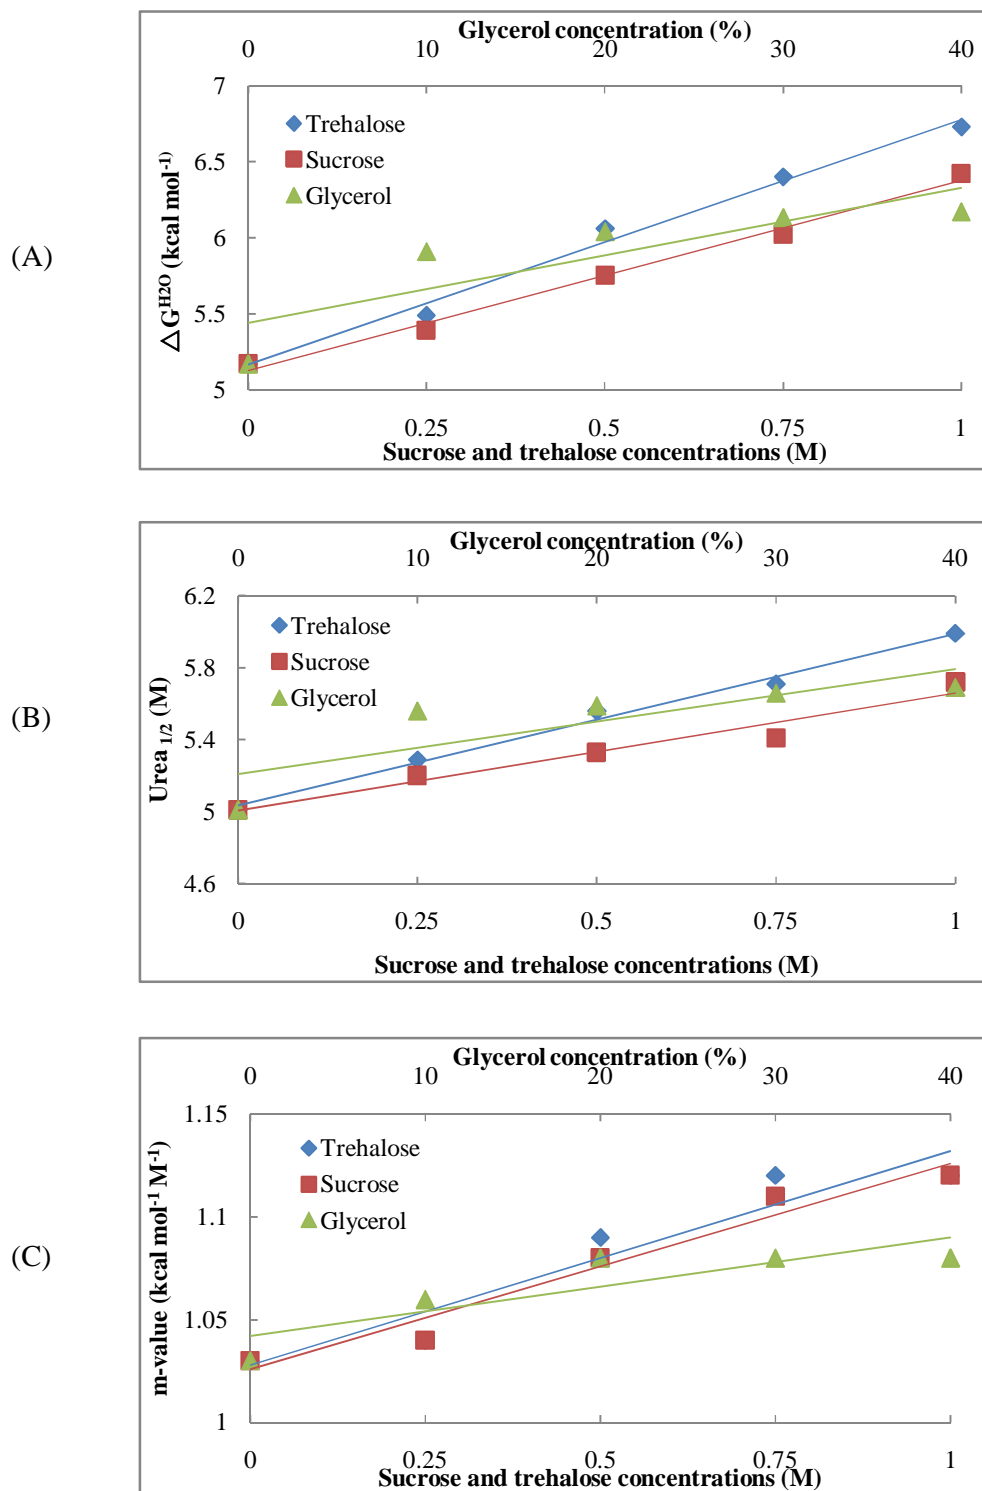 (A)
Glycerol concentration (%)
0 10 20 30 40
7
6.5
6
5.5
5
△G^H2O (kcal mol^-1)
Trehalose
Sucrose
Glycerol
0 0.25 0.5 0.75 1
Sucrose and trehalose concentrations (M)
(B)
Glycerol concentration (%)
0 10 20 30 40
6.2
5.8
5.4
5
4.6
Urea 1/2 (M)
Trehalose
Sucrose
Glycerol
0 0.25 0.5 0.75 1
Sucrose and trehalose concentrations (M)
(C)
Glycerol concentration (%)
0 10 20 30 40
1.15
1.1
1.05
1
m-value (kcal mol^-1 M^-1)
Trehalose
Sucrose
Glycerol
0 0.25 0.5 0.75 1
Sucrose and trehalose concentrations (M)